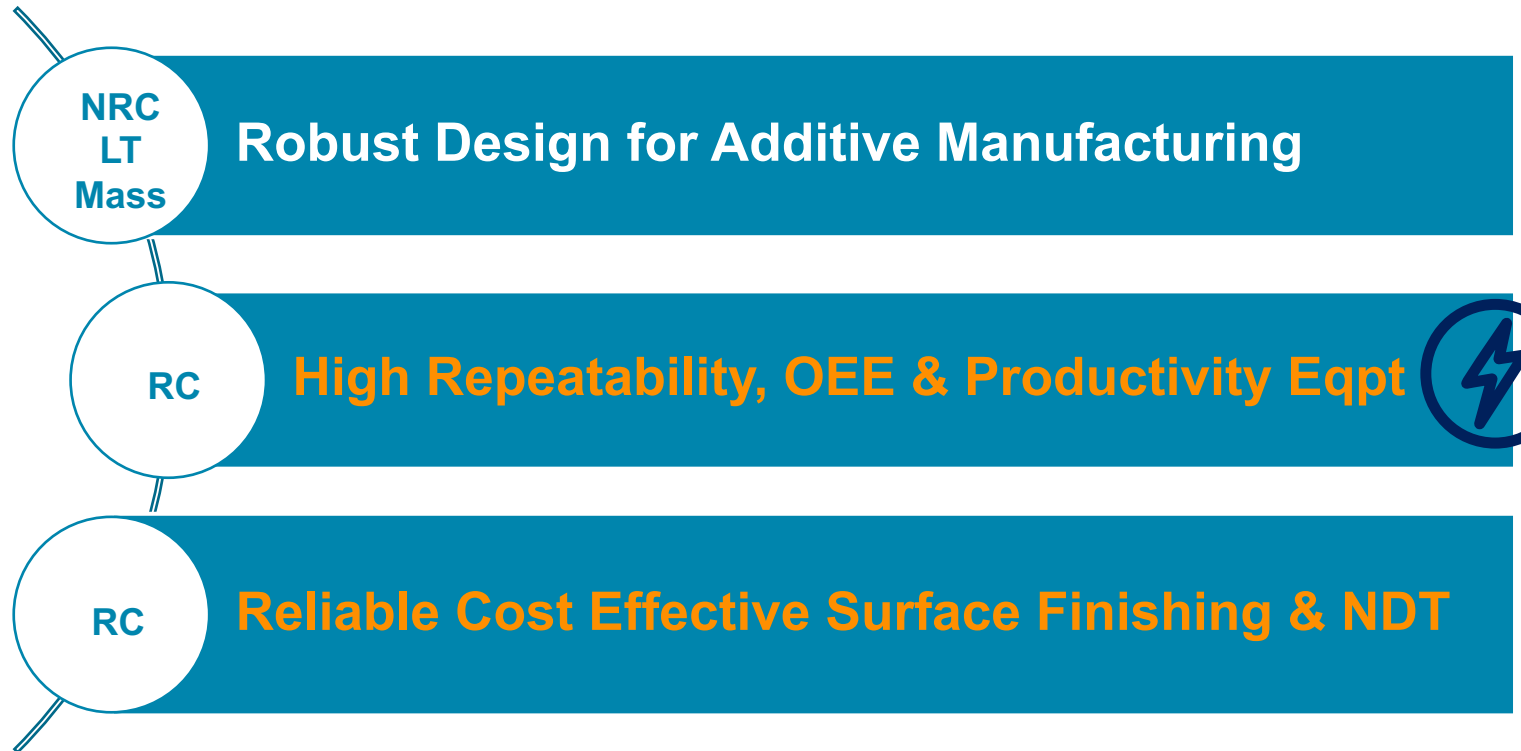 NRC
LT
Mass
Robust Design for Additive Manufacturing
RC
High Repeatability, OEE & Productivity Eqpt
RC
Reliable Cost Effective Surface Finishing & NDT